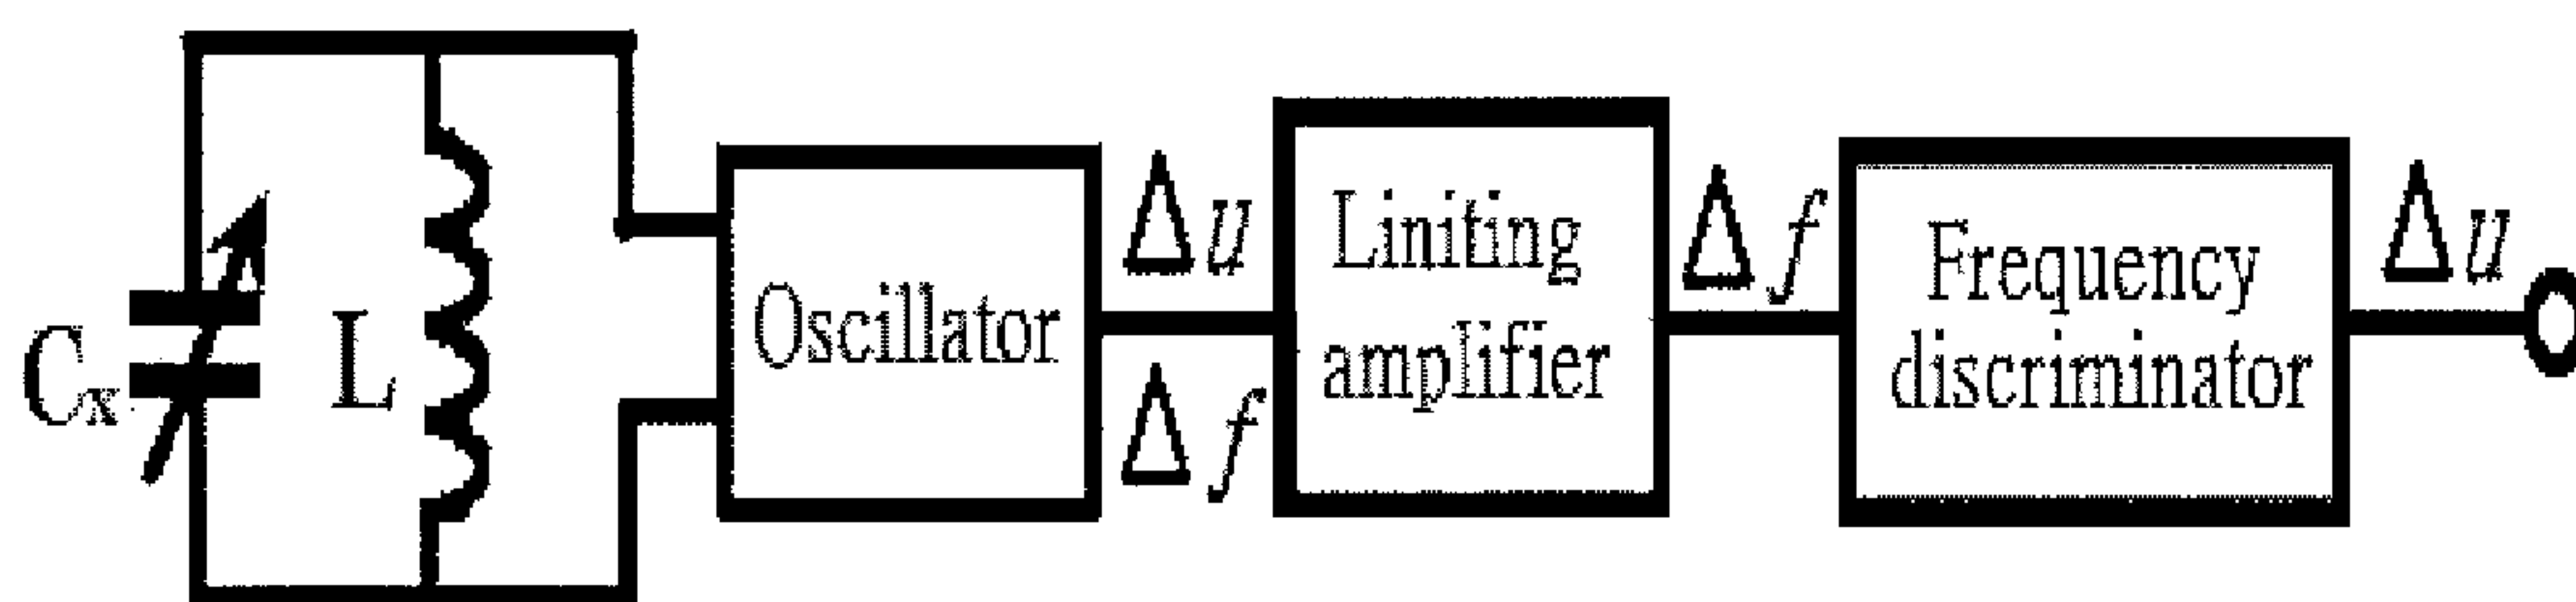 Cx
L
Oscillator
Δu
Δf
Liniting
amplifier
Δf
Frequency
discriminator
Δu